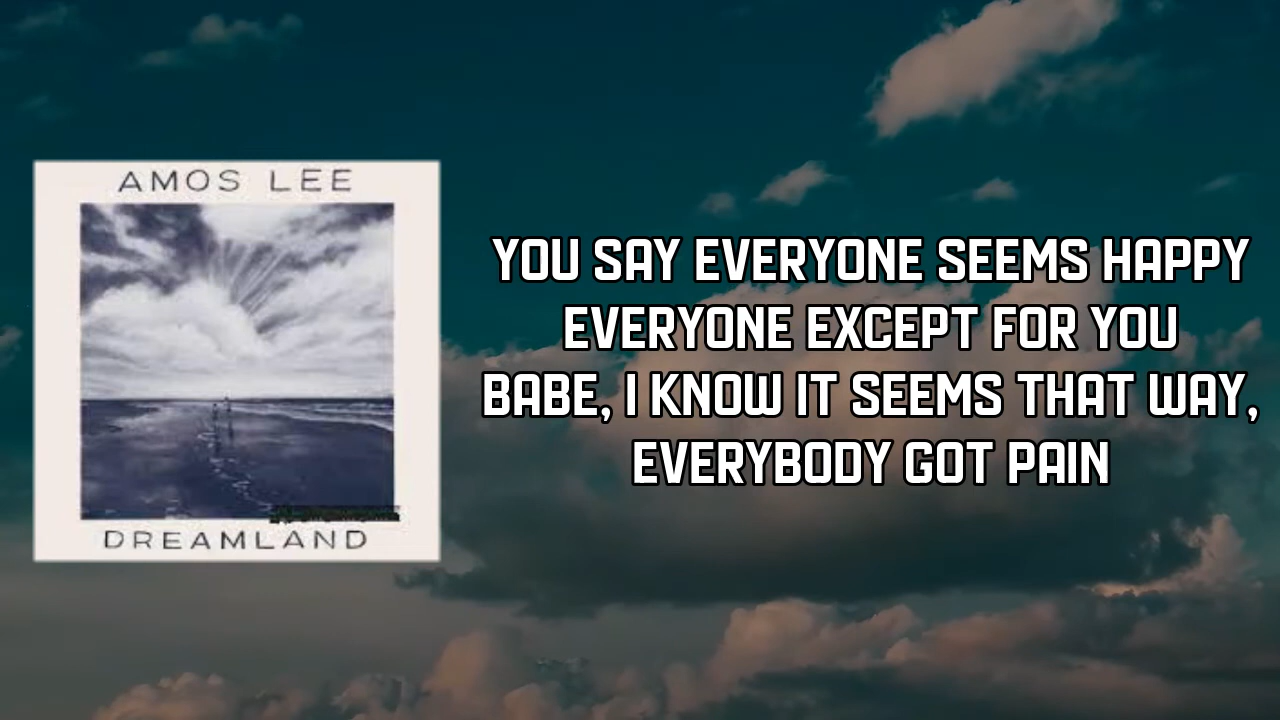 AMOS LEE
DREAMLAND
YOU SAY EVERYONE SEEMS HAPPY
EVERYONE EXCEPT FOR YOU
BABE, I KNOW IT SEEMS THAT WAY,
EVERYBODY GOT PAIN